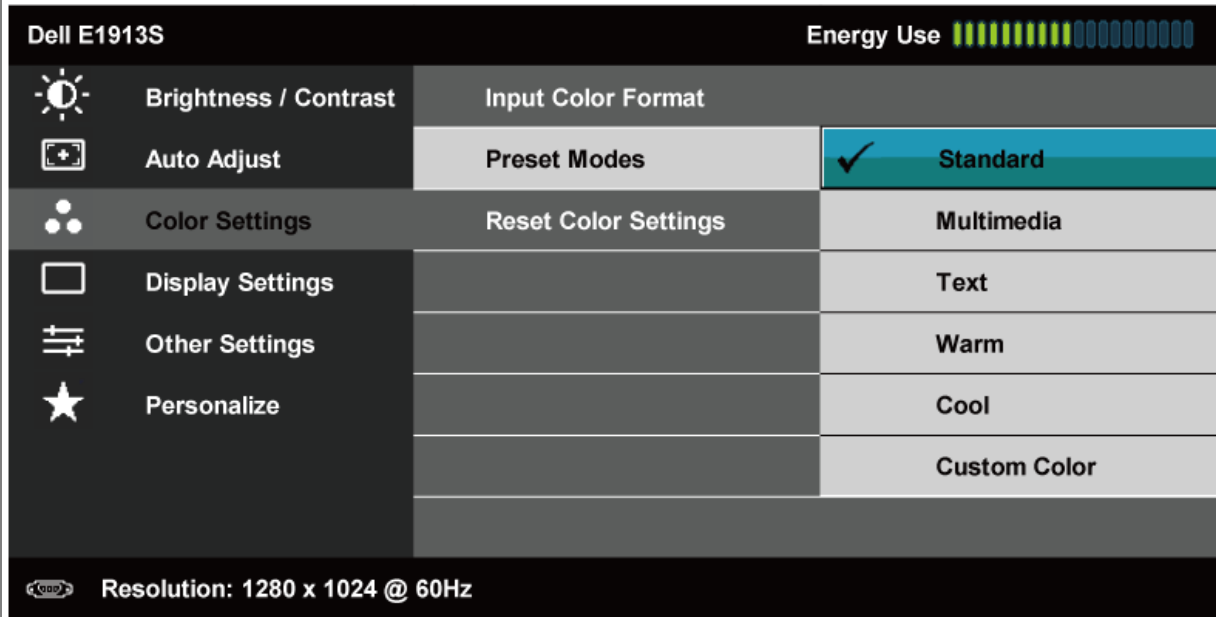 Dell E1913S Energy Use
Brightness / Contrast Input Color Format
Auto Adjust Preset Modes Standard
Color Settings Reset Color Settings Multimedia
Display Settings Text
Other Settings Warm
Personalize Cool
Custom Color
Resolution: 1280 x 1024 @ 60Hz